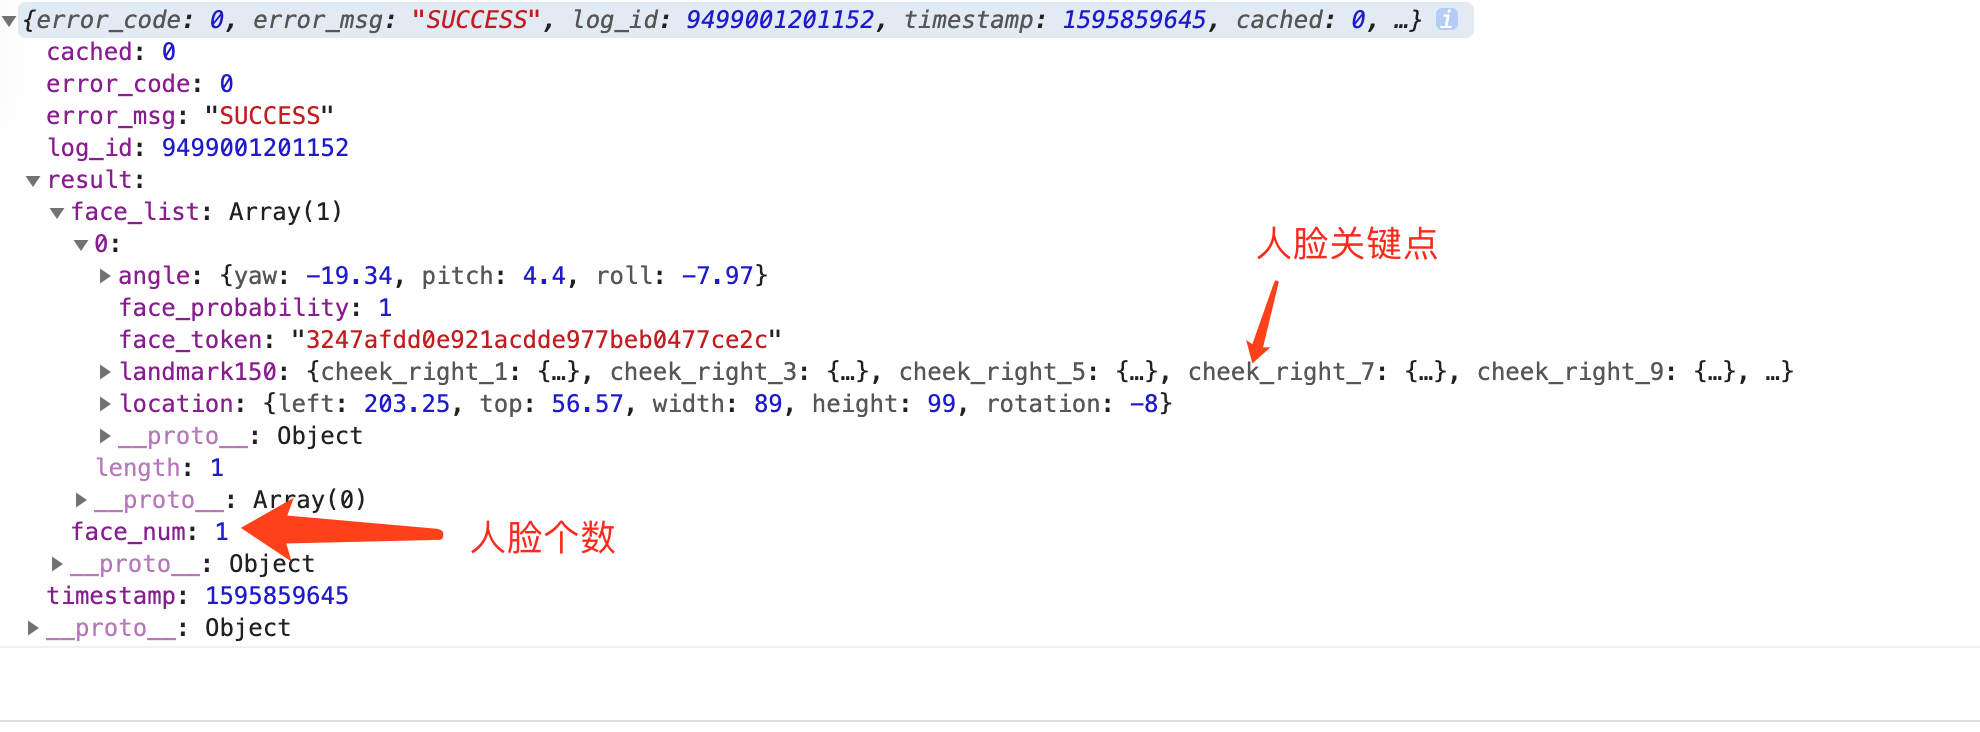 {error_code: 0, error_msg: "SUCCESS", log_id: 9499001201152, timestamp: 1595859645, cached: 0, …} i
cached: 0
error_code: 0
error_msg: "SUCCESS"
log_id: 9499001201152
result:
face_list: Array(1)
0:
人脸关键点
angle: {yaw: -19.34, pitch: 4.4, roll: -7.97}
face_probability: 1
face_token: "3247afdd0e921acdde977beb0477ce2c"
landmark150: {cheek_right_1: {…}, cheek_right_3: {…}, cheek_right_5: {…}, cheek_right_7: {…}, cheek_right_9: {…}, …}
location: {left: 203.25, top: 56.57, width: 89, height: 99, rotation: -8}
__proto__: Object
length: 1
__proto__: Array(0)
face_num: 1
人脸个数
__proto__: Object
timestamp: 1595859645
__proto__: Object